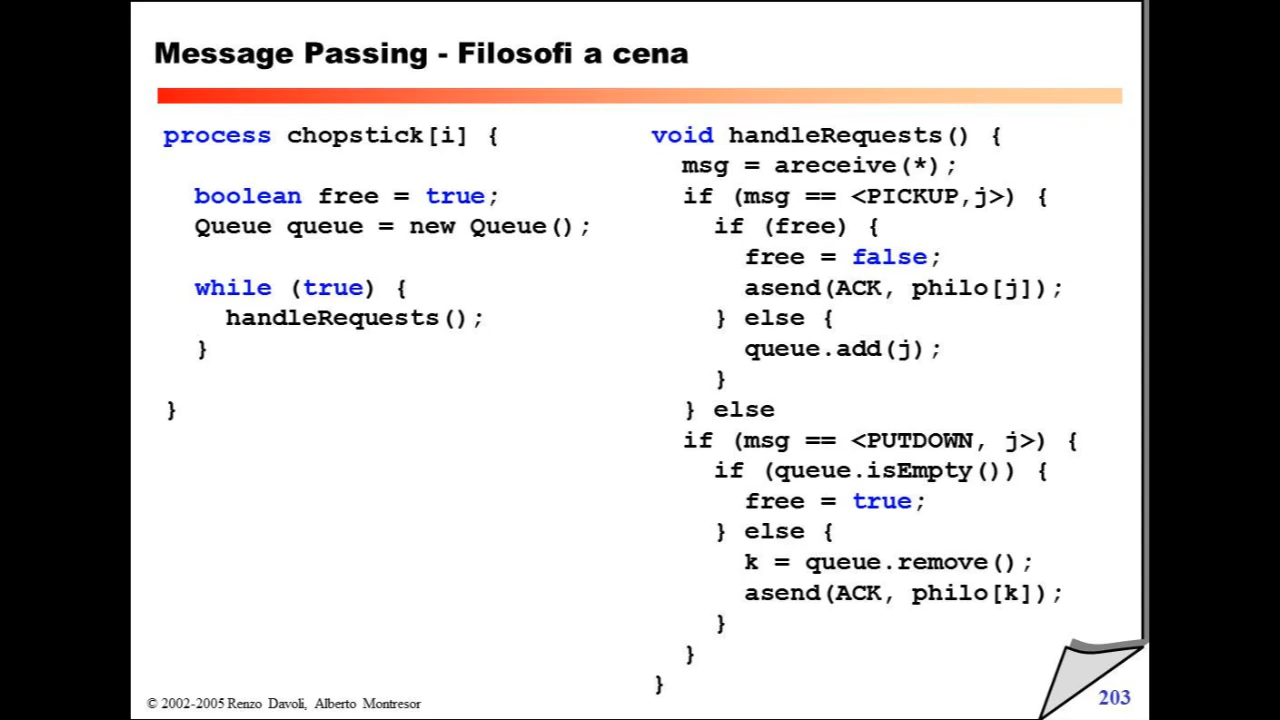 Message Passing - Filosofi a cena
process chopstick[i] {
boolean free = true;
Queue queue = new Queue();
while (true) {
handleRequests();
}
}
void handleRequests() {
msg = areceive(*);
if (msg == <PICKUP,j>) {
if (free) {
free = false;
asend(ACK, philo[j]);
} else {
queue.add(j);
}
} else
if (msg == <PUTDOWN, j>) {
if (queue.isEmpty()) {
free = true;
} else {
k = queue.remove();
asend(ACK, philo[k]);
}
}
}
© 2002-2005 Renzo Davoli, Alberto Montresor
203